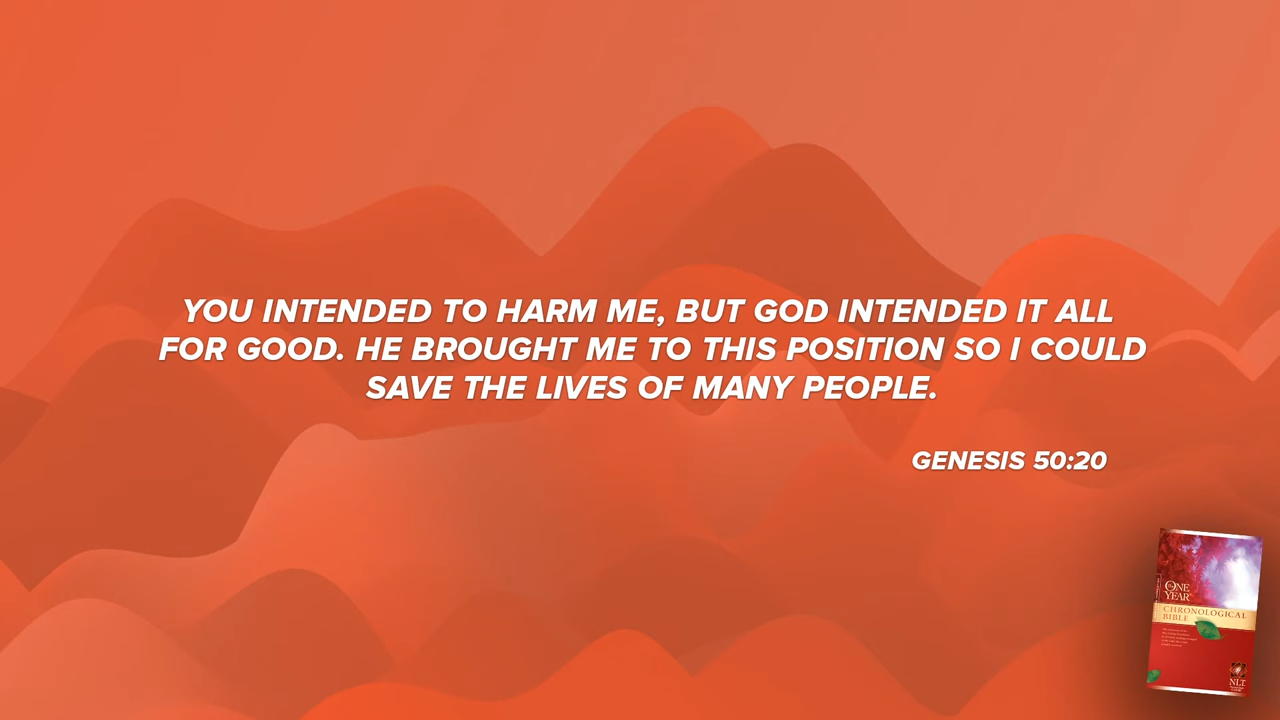 YOU INTENDED TO HARM ME, BUT GOD INTENDED IT ALL
FOR GOOD. HE BROUGHT ME TO THIS POSITION SO I COULD
SAVE THE LIVES OF MANY PEOPLE.
GENESIS 50:20
THE ONE
YEAR
CHRONOLOGICAL
BIBLE
NLT